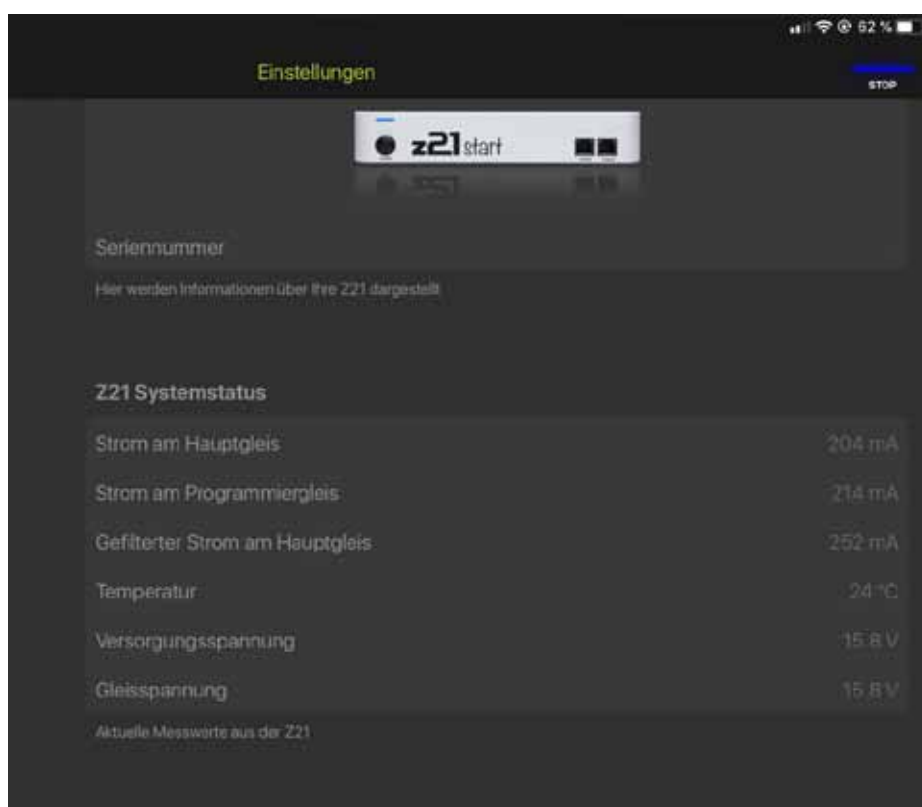 62 %
Einstellungen
STOP
z21 start
Seriennummer
Hier werden Informationen über Ihre Z21 dargestellt
Z21 Systemstatus
Strom am Hauptgleis 204 mA
Strom am Programmiergleis 214 mA
Gefilterter Strom am Hauptgleis 252 mA
Temperatur 24 °C
Versorgungsspannung 15.8 V
Gleisspannung 15.8 V
Aktuelle Messwerte aus der Z21